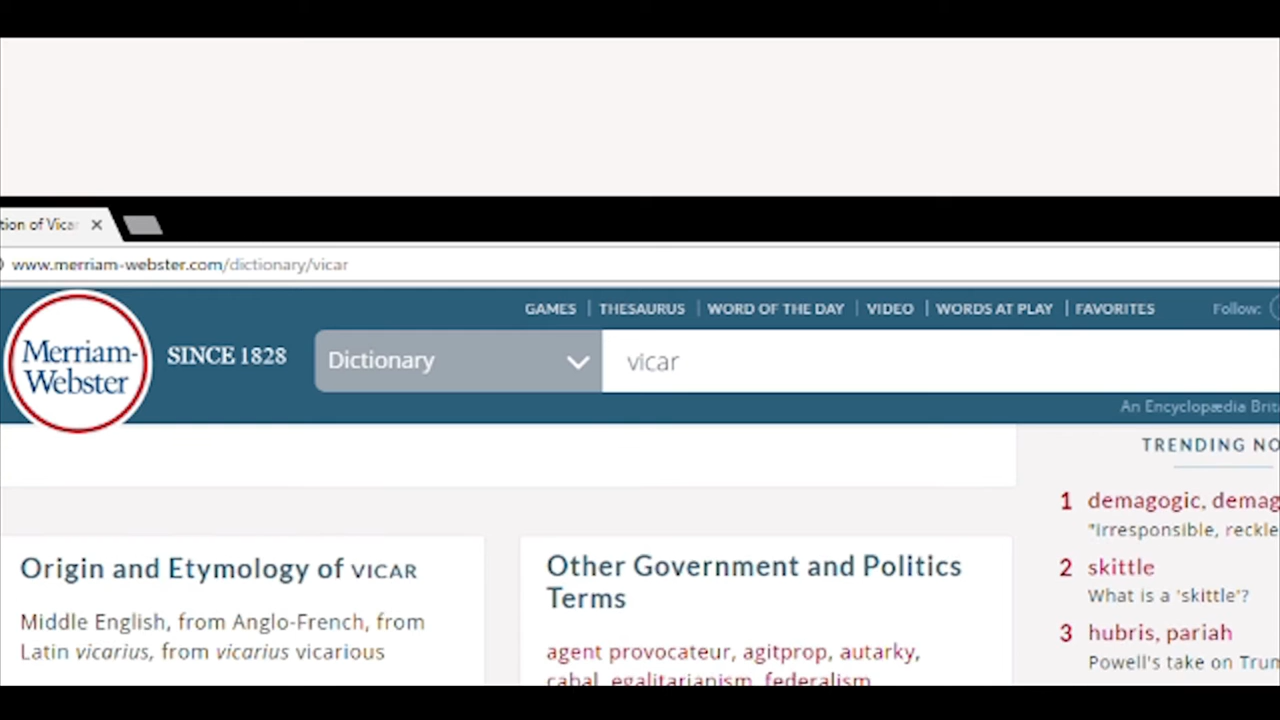 tion of Vica
www.merriam-webster.com/dictionary/vicar
GAMES | THESAURUS | WORD OF THE DAY | VIDEO | WORDS AT PLAY | FAVORITES
Follow:
Merriam-
Webster
SINCE 1828
Dictionary
vicar
An Encyclopædia Brit
TRENDING NO
1 demagogic, demag
"Irresponsible, reckle
2 skittle
What is a 'skittle'?
3 hubris, pariah
Powell's take on Trum
Origin and Etymology of VICAR
Middle English, from Anglo-French, from
Latin vicarius, from vicarius vicarious
Other Government and Politics
Terms
agent provocateur, agitprop, autarky,
cabal, egalitarianism, federalism